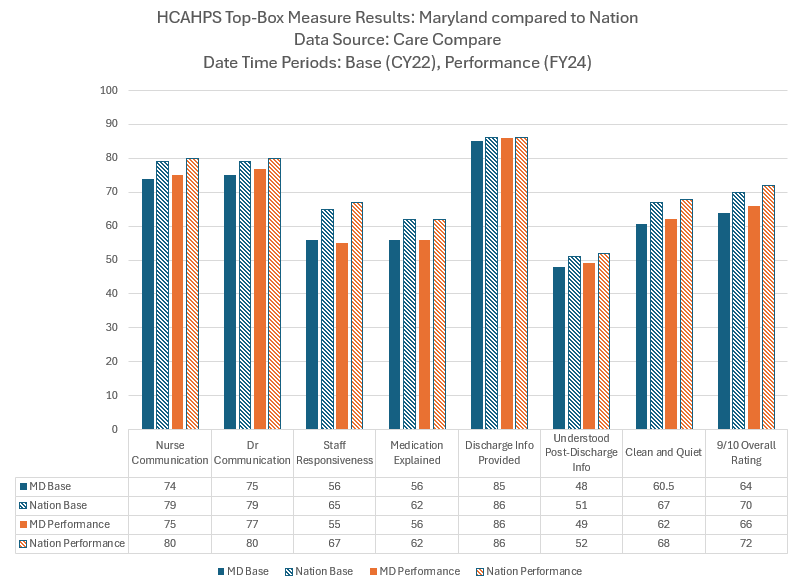 HCAHPS Top-Box Measure Results: Maryland compared to Nation
Data Source: Care Compare
Date Time Periods: Base (CY22), Performance (FY24)
100
90
80
70
60
50
40
30
20
10
0
Nurse Communication Dr Communication Staff Responsiveness Medication Explained Discharge Info Provided Understood Post-Discharge Info Clean and Quiet 9/10 Overall Rating
MD Base 74 75 56 56 85 48 60.5 64
Nation Base 79 79 65 62 86 51 67 70
MD Performance 75 77 55 56 86 49 62 66
Nation Performance 80 80 67 62 86 52 68 72
MD Base Nation Base MD Performance Nation Performance